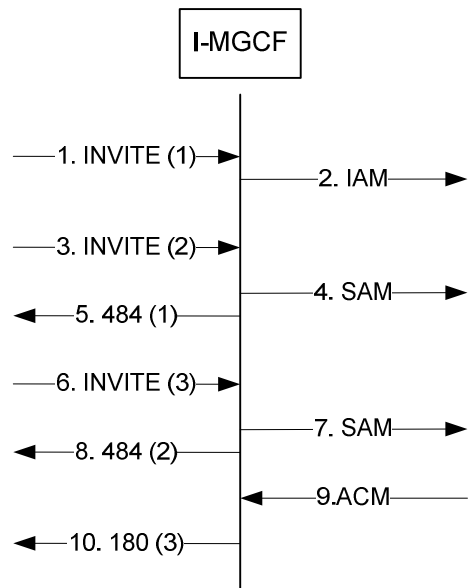 I-MGCF
1. INVITE (1)
2. IAM
3. INVITE (2)
4. SAM
5. 484 (1)
6. INVITE (3)
7. SAM
8. 484 (2)
9.ACM
10. 180 (3)